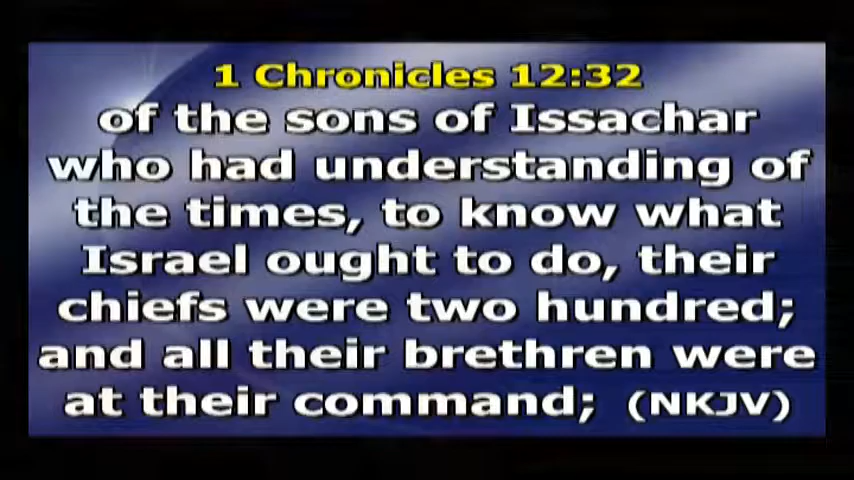 1 Chronicles 12:32
of the sons of Issachar
who had understanding of
the times, to know what
Israel ought to do, their
chiefs were two hundred;
and all their brethren were
at their command; (NKJV)